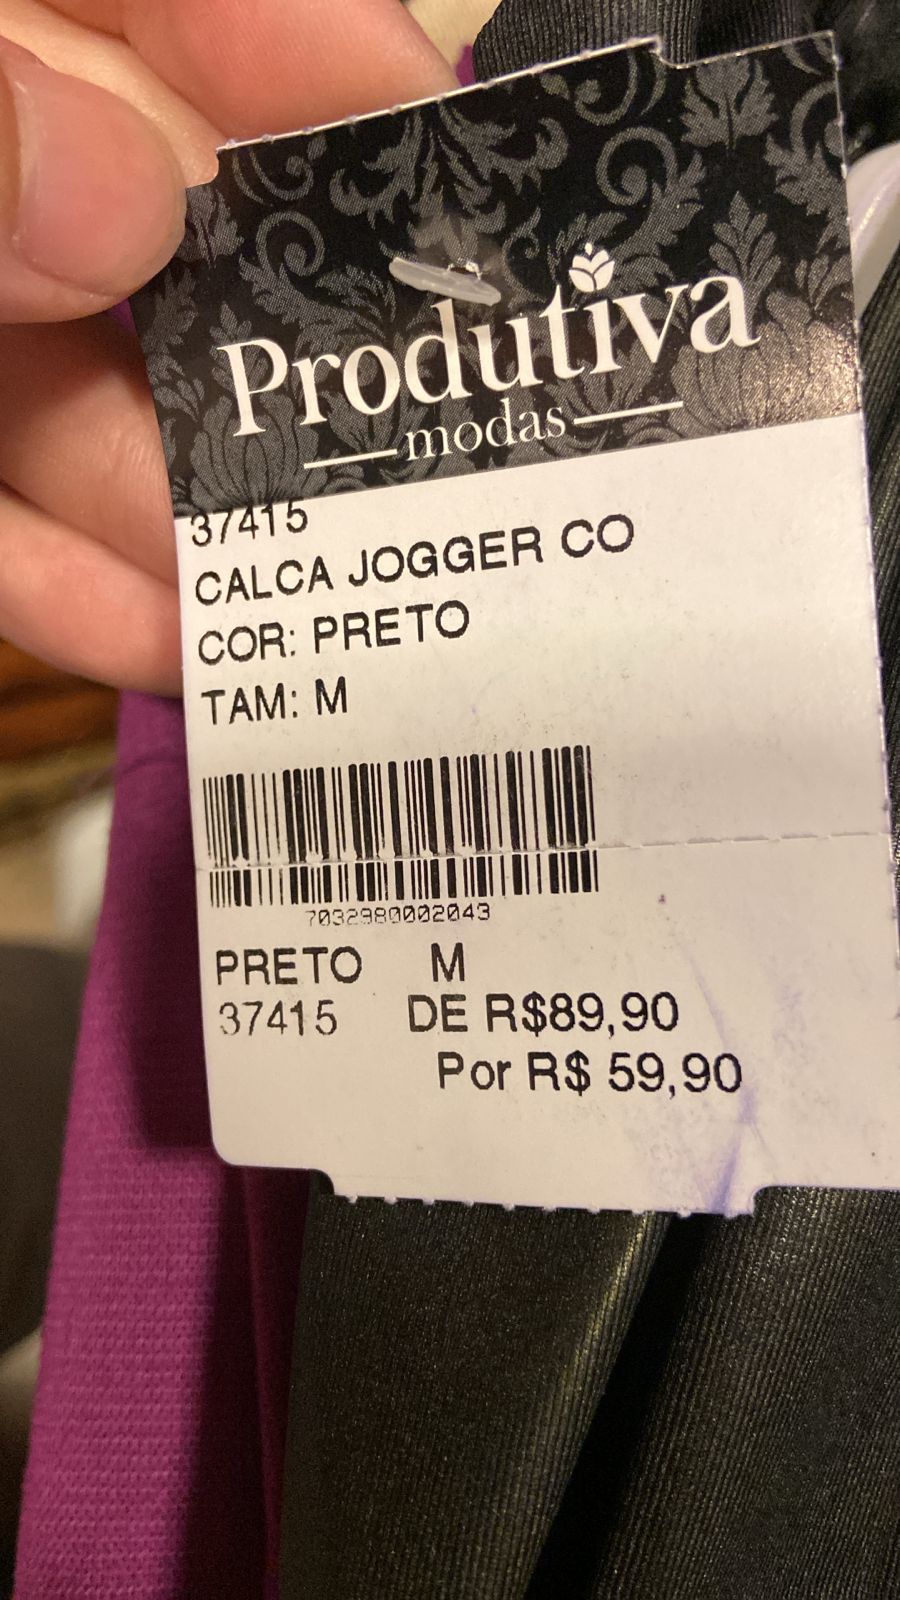 Produtiva
modas
37415
CALCA JOGGER CO
COR: PRETO
TAM: M
7032980002043
PRETO M
37415 DE R$89,90
Por R$ 59,90